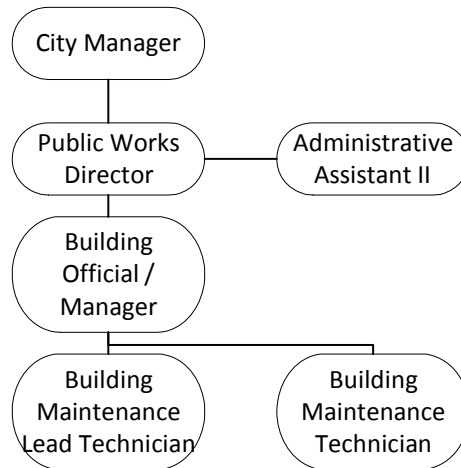 City Manager
Public Works
Director
Administrative
Assistant II
Building
Official /
Manager
Building
Maintenance
Lead Technician
Building
Maintenance
Technician